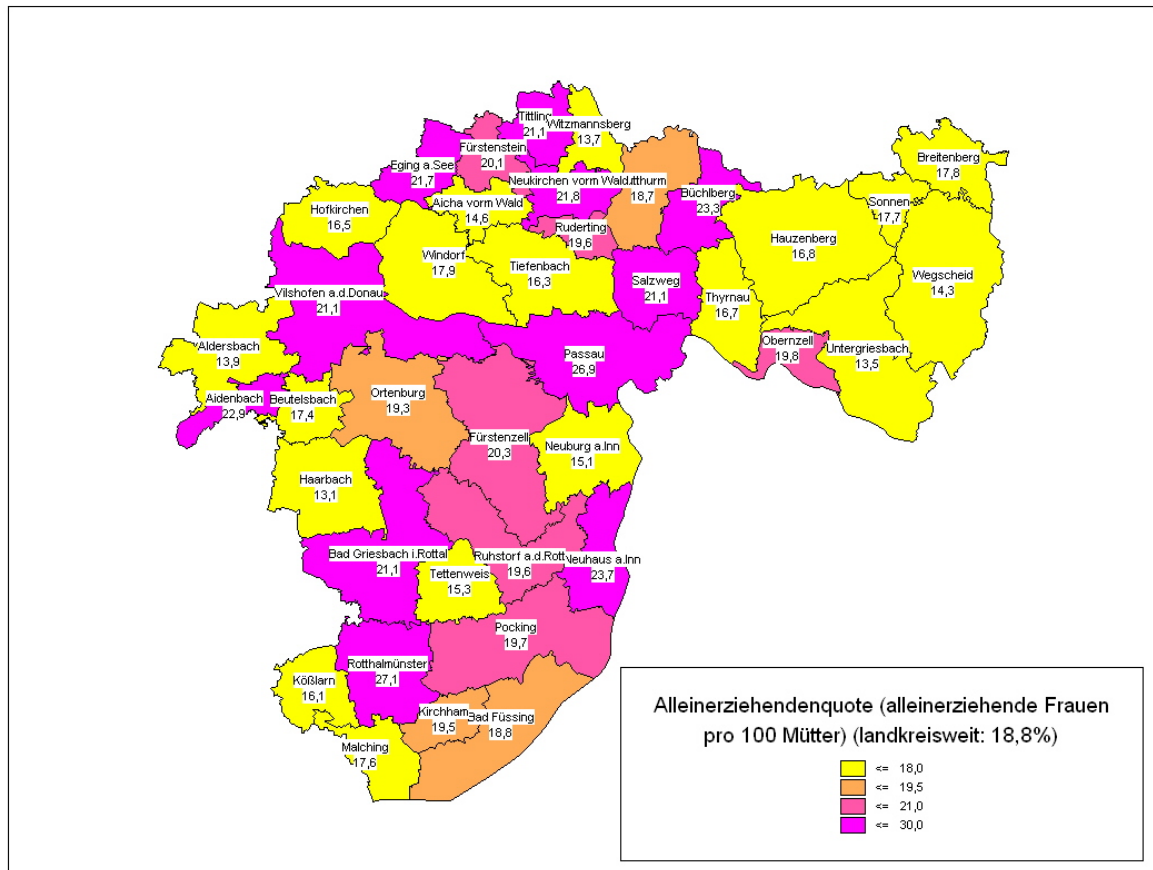 Tittling
21,1
Witzmannsberg
13,7
Fürstenstein
20,1
Breitenberg
17,8
Eging a.See
21,7
Neukirchen vorm Wald
21,8
utthurm
18,7
Büchlberg
23,3
Aicha vorm Wald
14,6
Sonnen
17,7
Hofkirchen
16,5
Ruderting
19,6
Hauzenberg
16,8
Windorf
17,9
Tiefenbach
16,3
Wegscheid
14,3
Salzweg
21,1
Vilshofen a.d.Donau
21,1
Thyrnau
16,7
Aldersbach
13,9
Passau
26,9
Obernzell
19,8
Untergriesbach
13,5
Aidenbach
22,9
Beutelsbach
17,4
Ortenburg
19,3
Fürstenzell
20,3
Neuburg a.Inn
15,1
Haarbach
13,1
Bad Griesbach i.Rottal
21,1
Ruhstorf a.d.Rott
19,6
Neuhaus a.Inn
23,7
Tettenweis
15,3
Pocking
19,7
Rotthalmünster
27,1
Kößlarn
16,1
Kirchham
19,5
Bad Füssing
18,8
Malching
17,6
Alleinerziehendenquote (alleinerziehende Frauen
pro 100 Mütter) (landkreisweit: 18,8%)
<= 18,0
<= 19,5
<= 21,0
<= 30,0